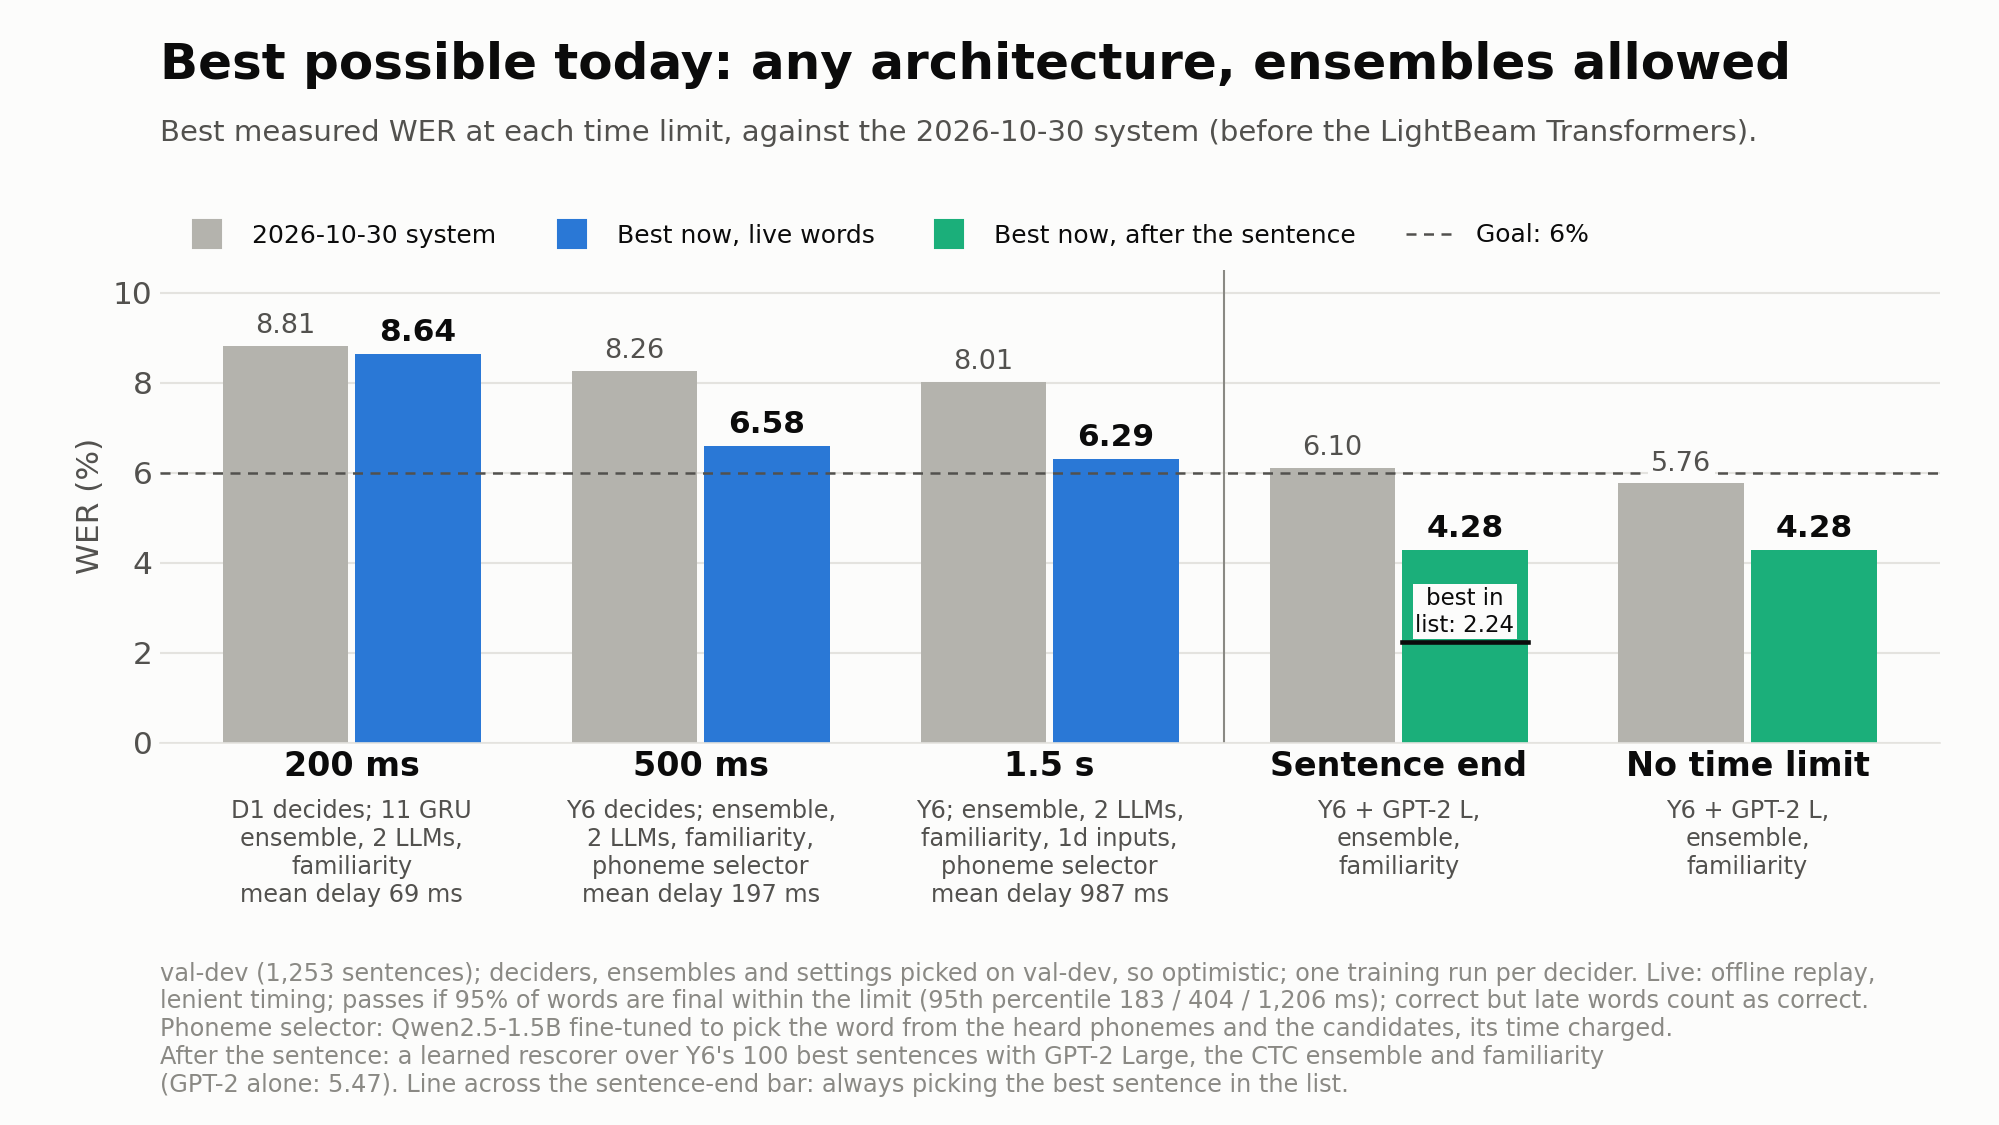 Best possible today: any architecture, ensembles allowed
Best measured WER at each time limit, against the 2026-10-30 system (before the LightBeam Transformers).
2026-10-30 system
Best now, live words
Best now, after the sentence
Goal: 6%
WER (%)
10
8
6
4
2
0
8.81
8.64
8.26
6.58
8.01
6.29
6.10
4.28
best in
list: 2.24
5.76
4.28
200 ms
D1 decides; 11 GRU
ensemble, 2 LLMs,
familiarity
mean delay 69 ms
500 ms
Y6 decides; ensemble,
2 LLMs, familiarity,
phoneme selector
mean delay 197 ms
1.5 s
Y6; ensemble, 2 LLMs,
familiarity, 1d inputs,
phoneme selector
mean delay 987 ms
Sentence end
Y6 + GPT-2 L,
ensemble,
familiarity
No time limit
Y6 + GPT-2 L,
ensemble,
familiarity
val-dev (1,253 sentences); deciders, ensembles and settings picked on val-dev, so optimistic; one training run per decider. Live: offline replay,
lenient timing; passes if 95% of words are final within the limit (95th percentile 183 / 404 / 1,206 ms); correct but late words count as correct.
Phoneme selector: Qwen2.5-1.5B fine-tuned to pick the word from the heard phonemes and the candidates, its time charged.
After the sentence: a learned rescorer over Y6's 100 best sentences with GPT-2 Large, the CTC ensemble and familiarity
(GPT-2 alone: 5.47). Line across the sentence-end bar: always picking the best sentence in the list.